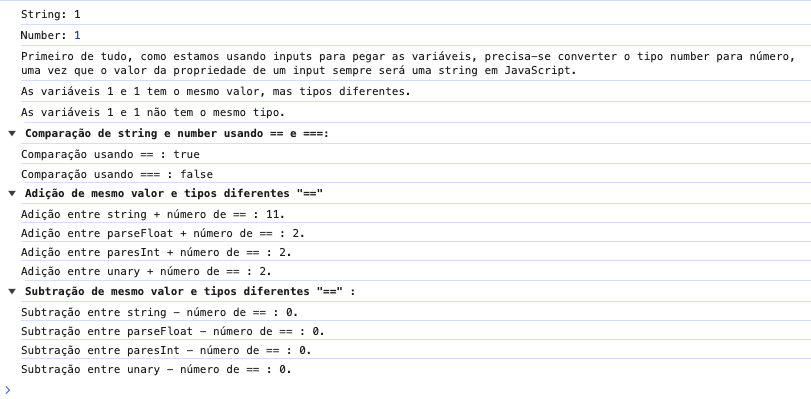 String: 1
Number: 1
Primeiro de tudo, como estamos usando inputs para pegar as variáveis, precisa-se converter o tipo number para número,
uma vez que o valor da propriedade de um input sempre será uma string em JavaScript.
As variáveis 1 e 1 tem o mesmo valor, mas tipos diferentes.
As variáveis 1 e 1 não tem o mesmo tipo.
Comparação de string e number usando == e ===:
Comparação usando == : true
Comparação usando === : false
Adição de mesmo valor e tipos diferentes "=="
Adição entre string + número de == : 11.
Adição entre parseFloat + número de == : 2.
Adição entre paresInt + número de == : 2.
Adição entre unary + número de == : 2.
Subtração de mesmo valor e tipos diferentes "==" :
Subtração entre string - número de == : 0.
Subtração entre parseFloat - número de == : 0.
Subtração entre paresInt - número de == : 0.
Subtração entre unary - número de == : 0.